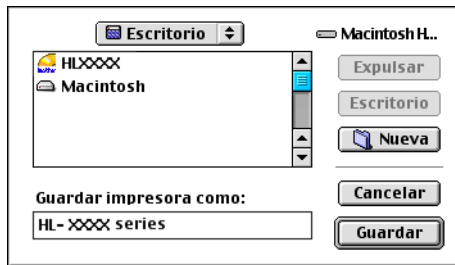 Escritorio
Macintosh H...
HLXXXX
Macintosh
Expulsar
Escritorio
Nueva
Guardar impresora como:
HL- XXXX series
Cancelar
Guardar